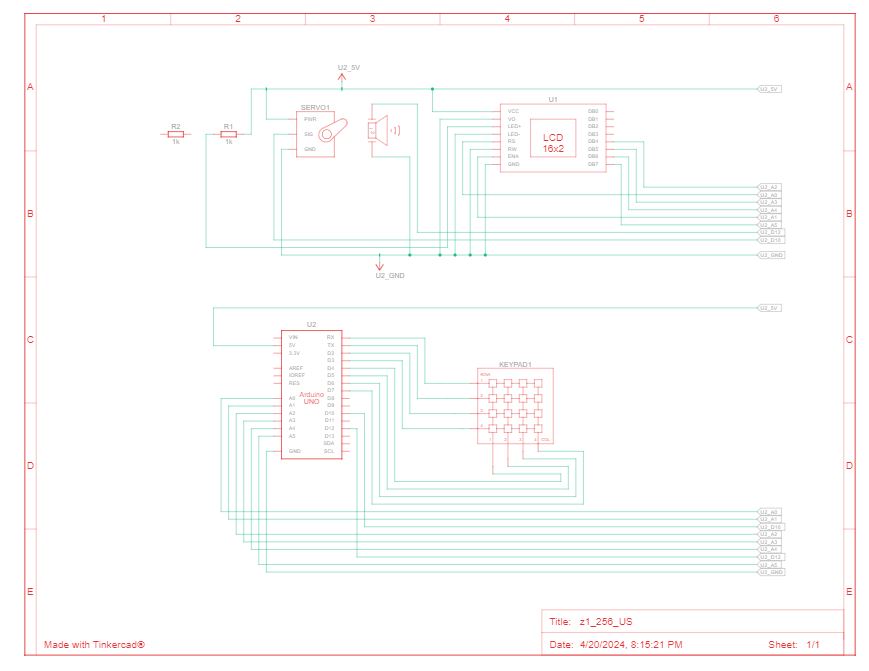 1 2 3 4 5 6
U2_5V
A A
U2_5V
SERVO1 U1
R2 R1
1k 1k
PWR
SIG
GND
VCC DB0
VO DB1
LED+ DB2
LED- DB3
RS DB4
RW DB5
ENA DB6
GND DB7
LCD
16x2
B B
U2_A2
U2_A0
U2_A3
U2_A4
U2_A1
U2_A5
U2_D12
U2_D10
U2_GND
U2_GND
U2_5V
C C
U2
VIN RX
5V TX
3.3V D2
D3
AREF D4
IOREF D5
RES D6
D7
A0 D8
A1 D9
A2 D10
A3 D11
A4 D12
A5 D13
SDA
GND SCL
Arduino
UNO
KEYPAD1
ROW
1
2
3
4
1 2 3 4 COL
D D
U2_A0
U2_A1
U2_D10
U2_A2
U2_A3
U2_A4
U2_D12
U2_A5
U2_GND
E E
Title: z1_256_US
Made with Tinkercad®
Date: 4/20/2024, 8:15:21 PM Sheet: 1/1